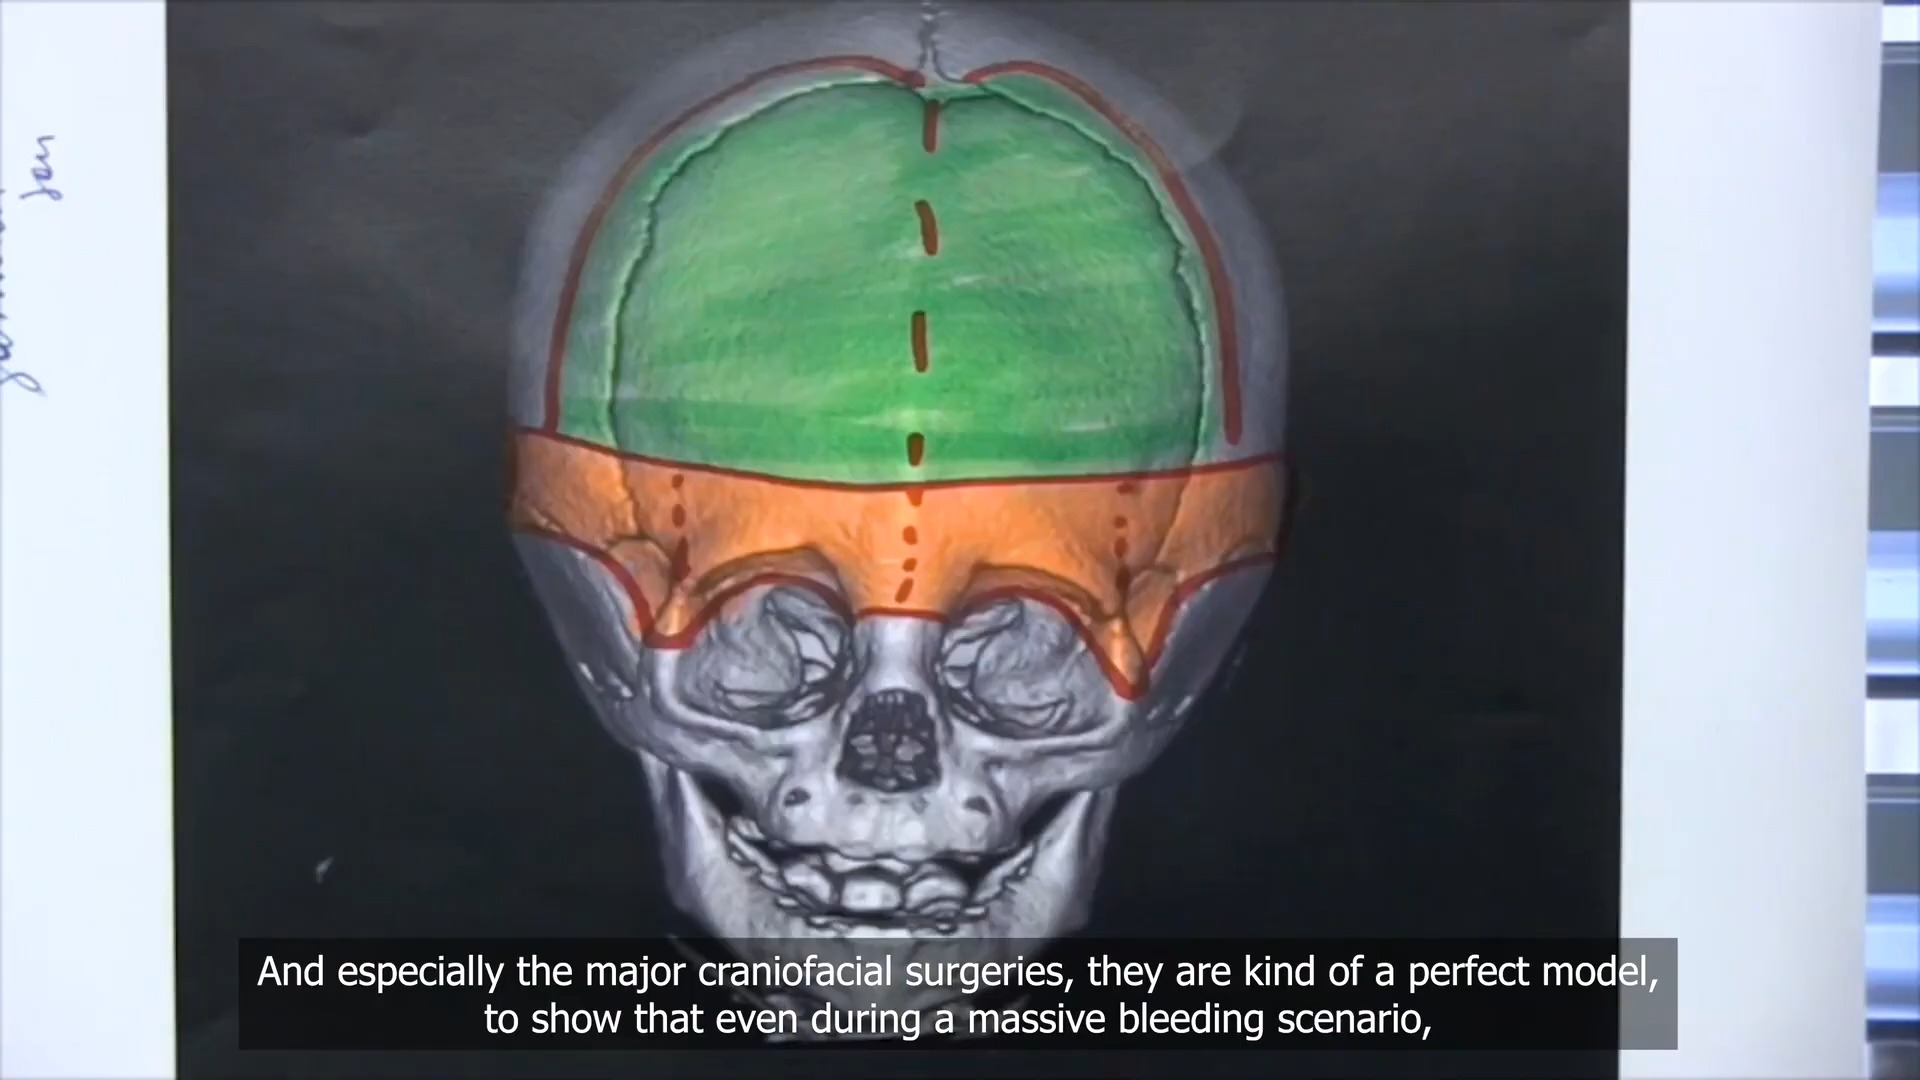 And especially the major craniofacial surgeries, they are kind of a perfect model,
to show that even during a massive bleeding scenario,